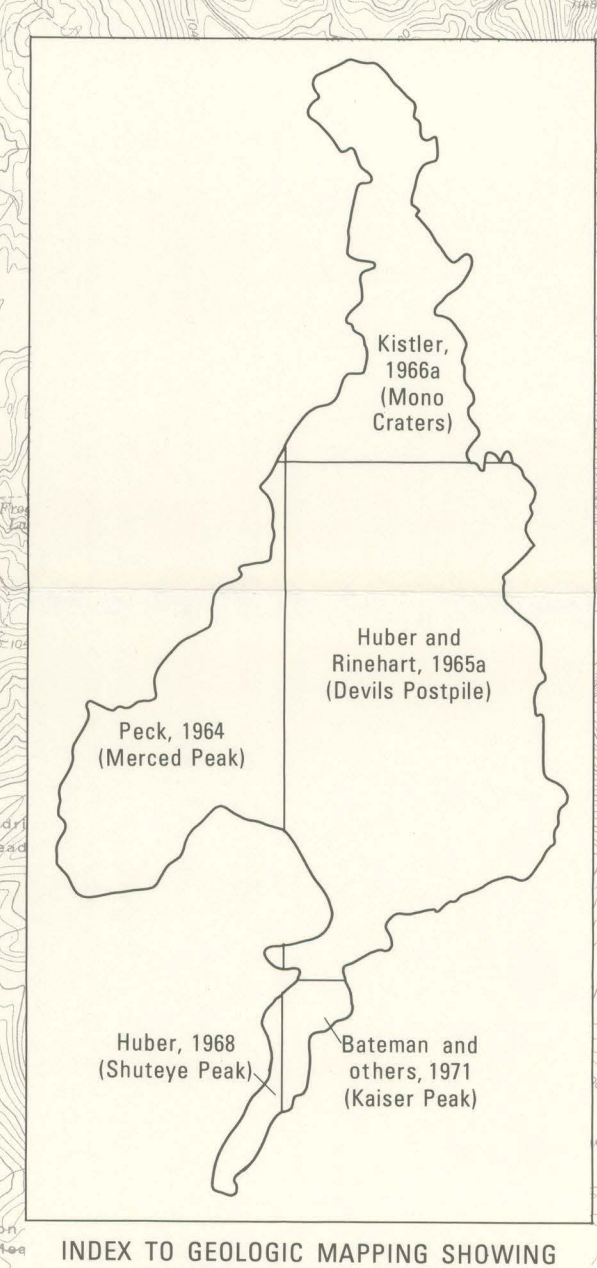 Kistler,
1966a
(Mono
Craters)
Huber and
Rinehart, 1965a
(Devils Postpile)
Peck, 1964
(Merced Peak)
Huber, 1968
(Shuteye Peak)
Bateman and
others, 1971
(Kaiser Peak)
INDEX TO GEOLOGIC MAPPING SHOWING